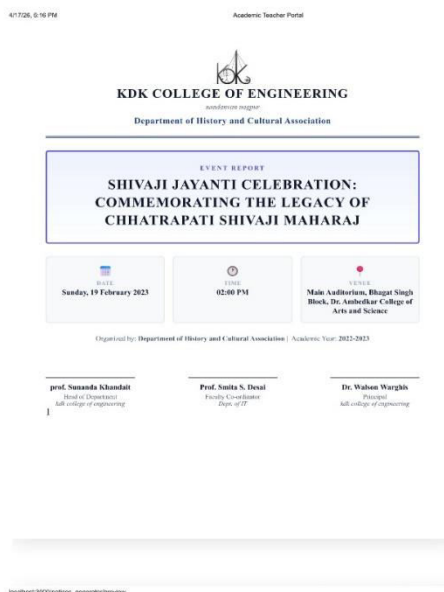 4/17/26, 9:16 PM Academic Teacher Portal
KDK COLLEGE OF ENGINEERING
nandanvan nagpur
Department of History and Cultural Association
EVENT REPORT
SHIVAJI JAYANTI CELEBRATION:
COMMEMORATING THE LEGACY OF
CHHATRAPATI SHIVAJI MAHARAJ
DATE
Sunday, 19 February 2023
TIME
02:00 PM
VENUE
Main Auditorium, Bhagat Singh
Block, Dr. Ambedkar College of
Arts and Science
Organised by: Department of History and Cultural Association | Academic Year: 2022-2023
prof. Sunanda Khandait
Head of Department
kdk college of engineering
Prof. Smita S. Desai
Faculty Co-ordinator
Dept. of IT
Dr. Watson Warghis
Principal
kdk college of engineering